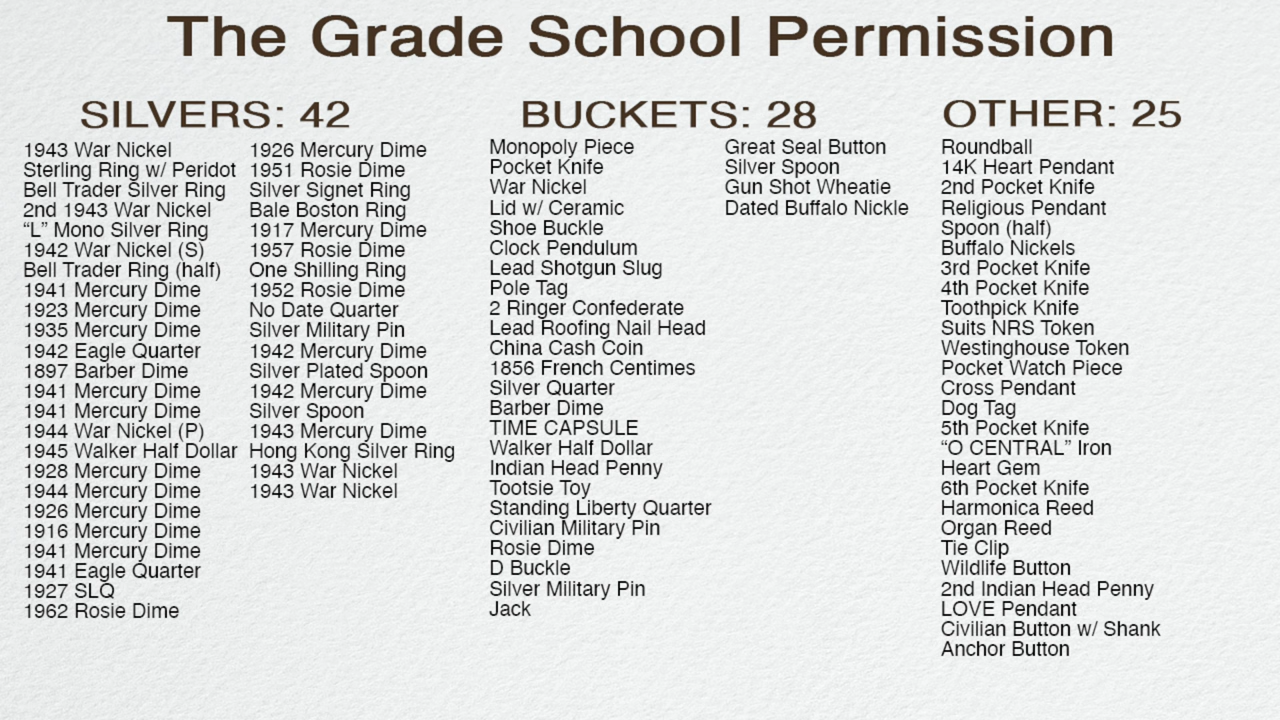 The Grade School Permission
SILVERS: 42
1943 War Nickel
Sterling Ring w/ Peridot
Bell Trader Silver Ring
2nd 1943 War Nickel
“L” Mono Silver Ring
1942 War Nickel (S)
Bell Trader Ring (half)
1941 Mercury Dime
1923 Mercury Dime
1935 Mercury Dime
1942 Eagle Quarter
1897 Barber Dime
1941 Mercury Dime
1941 Mercury Dime
1944 War Nickel (P)
1945 Walker Half Dollar
1928 Mercury Dime
1944 Mercury Dime
1926 Mercury Dime
1916 Mercury Dime
1941 Mercury Dime
1941 Eagle Quarter
1927 SLQ
1962 Rosie Dime
1926 Mercury Dime
1951 Rosie Dime
Silver Signet Ring
Bale Boston Ring
1917 Mercury Dime
1957 Rosie Dime
One Shilling Ring
1952 Rosie Dime
No Date Quarter
Silver Military Pin
1942 Mercury Dime
Silver Plated Spoon
1942 Mercury Dime
Silver Spoon
1943 Mercury Dime
Hong Kong Silver Ring
1943 War Nickel
1943 War Nickel
BUCKETS: 28
Monopoly Piece
Pocket Knife
War Nickel
Lid w/ Ceramic
Shoe Buckle
Clock Pendulum
Lead Shotgun Slug
Pole Tag
2 Ringer Confederate
Lead Roofing Nail Head
China Cash Coin
1856 French Centimes
Silver Quarter
Barber Dime
TIME CAPSULE
Walker Half Dollar
Indian Head Penny
Tootsie Toy
Standing Liberty Quarter
Civilian Military Pin
Rosie Dime
D Buckle
Silver Military Pin
Jack
Great Seal Button
Silver Spoon
Gun Shot Wheatie
Dated Buffalo Nickle
OTHER: 25
Roundball
14K Heart Pendant
2nd Pocket Knife
Religious Pendant
Spoon (half)
Buffalo Nickels
3rd Pocket Knife
4th Pocket Knife
Toothpick Knife
Suits NRS Token
Westinghouse Token
Pocket Watch Piece
Cross Pendant
Dog Tag
5th Pocket Knife
“O CENTRAL” Iron
Heart Gem
6th Pocket Knife
Harmonica Reed
Organ Reed
Tie Clip
Wildlife Button
2nd Indian Head Penny
LOVE Pendant
Civilian Button w/ Shank
Anchor Button